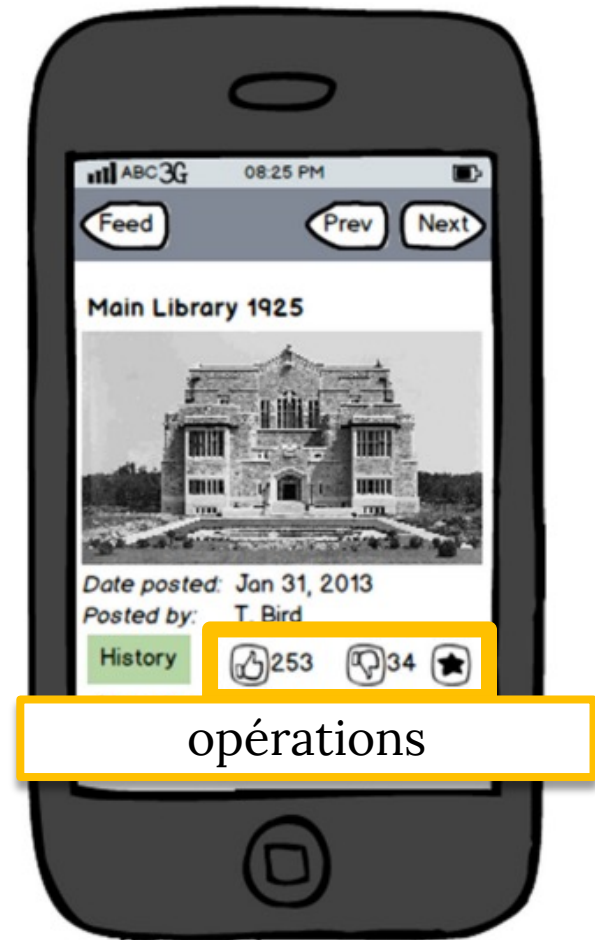 ABC 3G 08:25 PM
Feed Prev Next
Main Library 1925
Date posted: Jan 31, 2013
Posted by: T. Bird
History 253 34
opérations